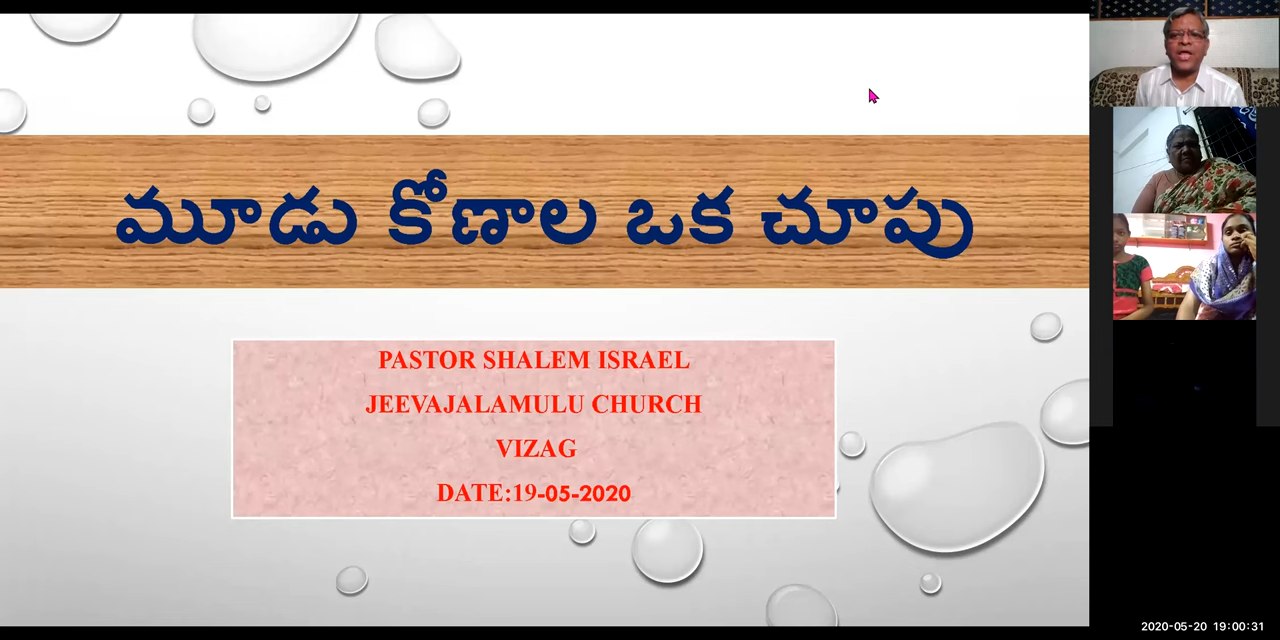 మూడు కోణాల ఒక చూపు
PASTOR SHALEM ISRAEL
JEEVAJALAMULU CHURCH
VIZAG
DATE:19-05-2020
2020-05-20 19:00:31